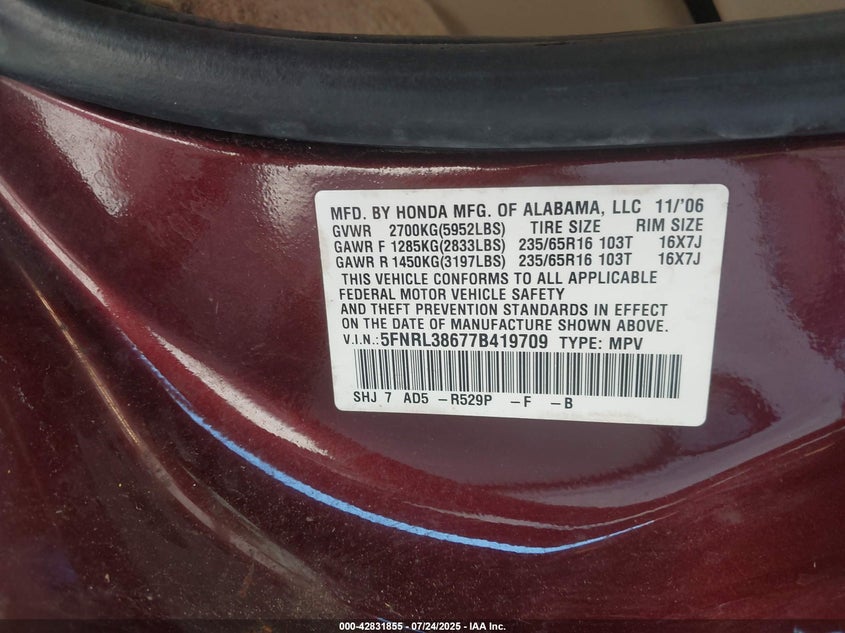 MFD. BY HONDA MFG. OF ALABAMA, LLC 11/'06
GVWR 2700KG(5952LBS) TIRE SIZE RIM SIZE
GAWR F 1285KG(2833LBS) 235/65R16 103T 16X7J
GAWR R 1450KG(3197LBS) 235/65R16 103T 16X7J
THIS VEHICLE CONFORMS TO ALL APPLICABLE
FEDERAL MOTOR VEHICLE SAFETY
AND THEFT PREVENTION STANDARDS IN EFFECT
ON THE DATE OF MANUFACTURE SHOWN ABOVE.
V.I.N.:5FNRL38677B419709 TYPE: MPV
SHJ 7 AD5 –R529P –F –B
000-42831855 | 07/24/2025 | IAA Inc.